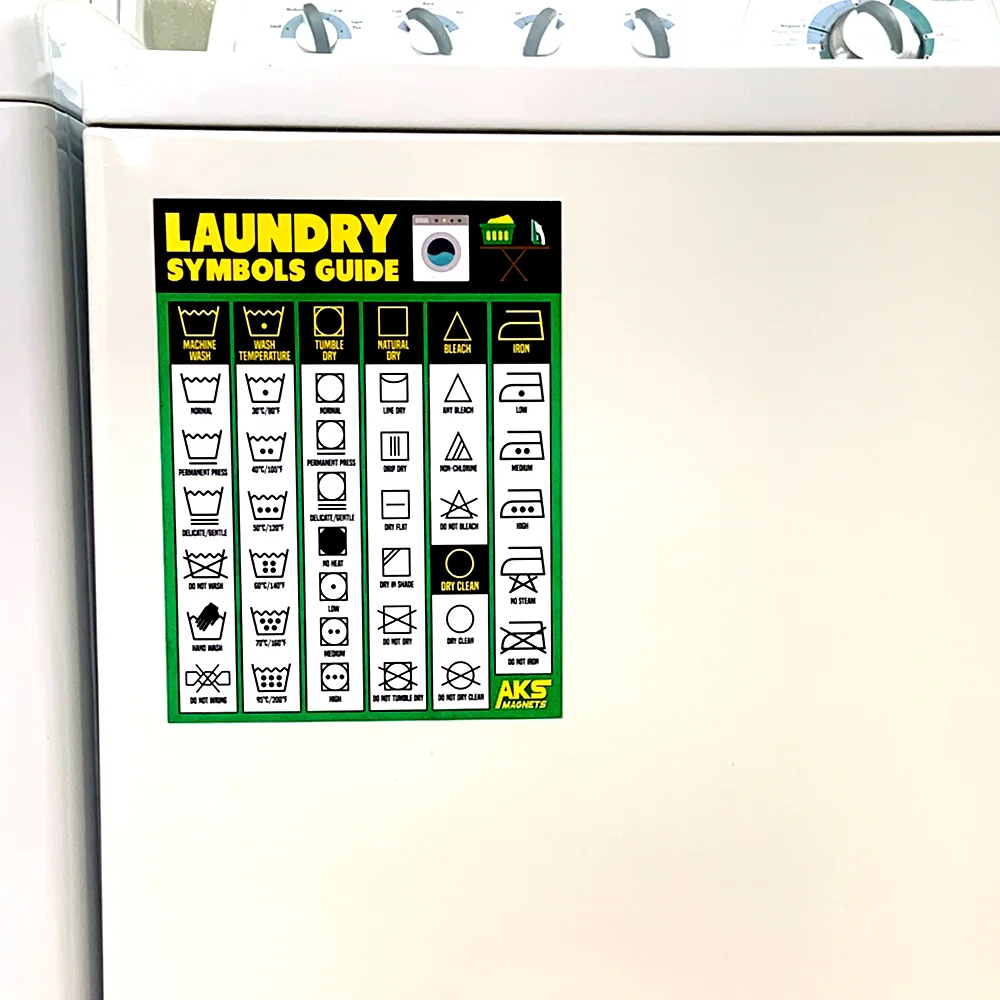 LAUNDRY
SYMBOLS GUIDE
MACHINE
WASH
NORMAL
PERMANENT PRESS
DELICATE/GENTLE
DO NOT WASH
HAND WASH
DO NOT WRING
WASH
TEMPERATURE
30°C/80°F
40°C/105°F
50°C/120°F
60°C/140°F
70°C/160°F
95°C/200°F
TUMBLE
DRY
NORMAL
PERMANENT PRESS
DELICATE/GENTLE
NO HEAT
LOW
MEDIUM
HIGH
NATURAL
DRY
LINE DRY
DRIP DRY
DRY FLAT
DRY IN SHADE
DO NOT DRY
DO NOT TUMBLE DRY
BLEACH
ANY BLEACH
NON-CHLORINE
DO NOT BLEACH
DRY CLEAN
DRY CLEAN
DO NOT DRY CLEAN
IRON
LOW
MEDIUM
HIGH
NO STEAM
DO NOT IRON
AKS
MAGNETS